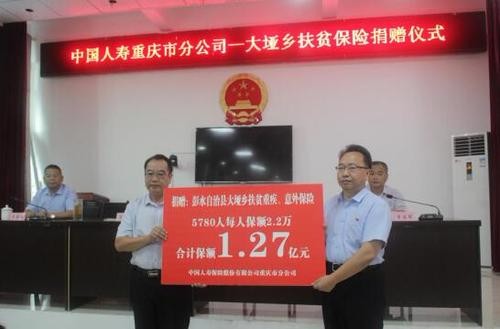 中国人寿重庆市分公司—大垭乡扶贫保险捐赠仪式
捐赠：彭水自治县大垭乡扶贫重疾、意外保险
5780人每人保额2.2万
合计保额1.27亿元
中国人寿保险股份有限公司重庆市分公司